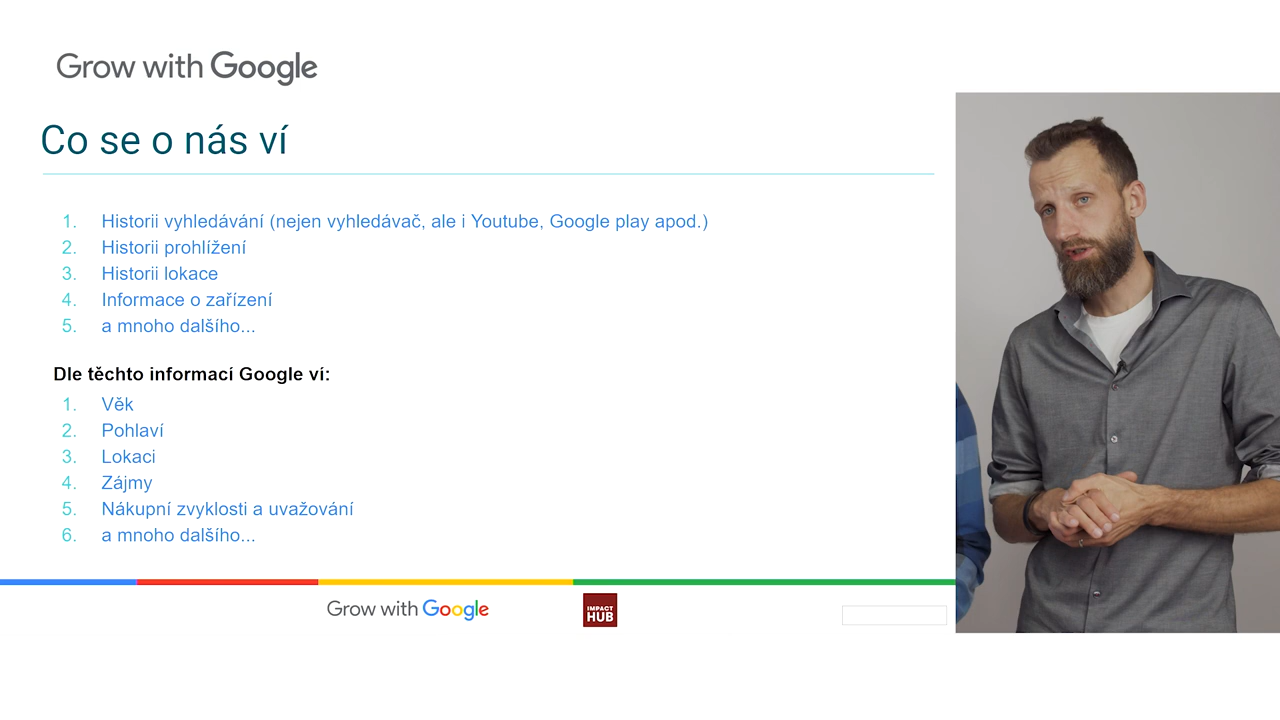 Grow with Google
Co se o nás ví
1. Historii vyhledávání (nejen vyhledávač, ale i Youtube, Google play apod.)
2. Historii prohlížení
3. Historii lokace
4. Informace o zařízení
5. a mnoho dalšího...
Dle těchto informací Google ví:
1. Věk
2. Pohlaví
3. Lokaci
4. Zájmy
5. Nákupní zvyklosti a uvažování
6. a mnoho dalšího...
Grow with Google
IMPACT
HUB